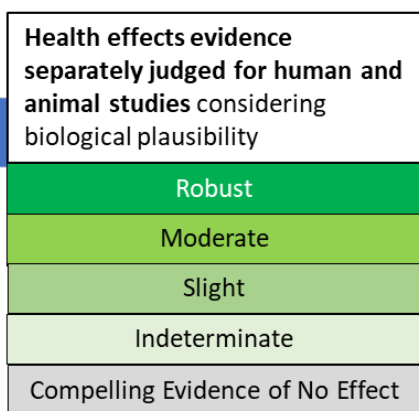 Health effects evidence
separately judged for human and
animal studies considering
biological plausibility
Robust
Moderate
Slight
Indeterminate
Compelling Evidence of No Effect